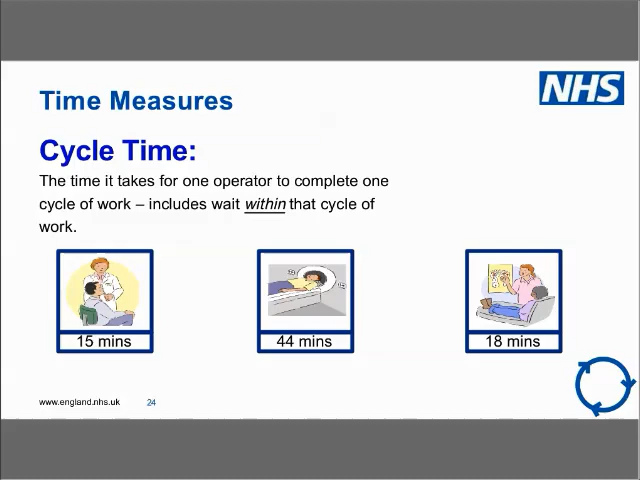 Time Measures
NHS
Cycle Time:
The time it takes for one operator to complete one
cycle of work – includes wait within that cycle of
work.
15 mins
44 mins
18 mins
www.england.nhs.uk
24